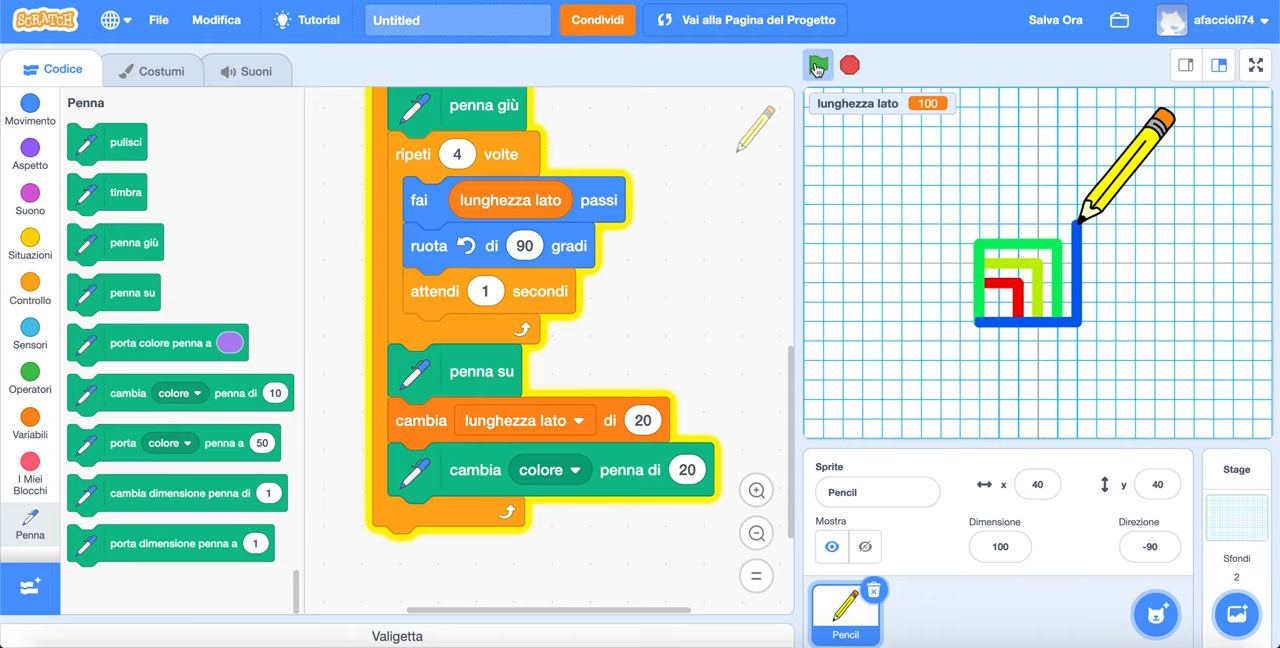 SCRATCH
File
Modifica
Tutorial
Untitled
Condividi
Vai alla Pagina del Progetto
Salva Ora
afaccioli74
Codice
Costumi
Suoni
Movimento
Aspetto
Suono
Situazioni
Controllo
Sensori
Operatori
Variabili
I Miei
Blocchi
Penna
Penna
pulisci
timbra
penna giù
penna su
porta colore penna a
cambia colore penna di 10
porta colore penna a 50
cambia dimensione penna di 1
porta dimensione penna a 1
penna giù
ripeti 4 volte
fai lunghezza lato passi
ruota di 90 gradi
attendi 1 secondi
penna su
cambia lunghezza lato di 20
cambia colore penna di 20
Valigetta
lunghezza lato 100
Sprite
Pencil
x 40
y 40
Mostra
Dimensione
100
Direzione
-90
Pencil
Stage
Sfondi
2